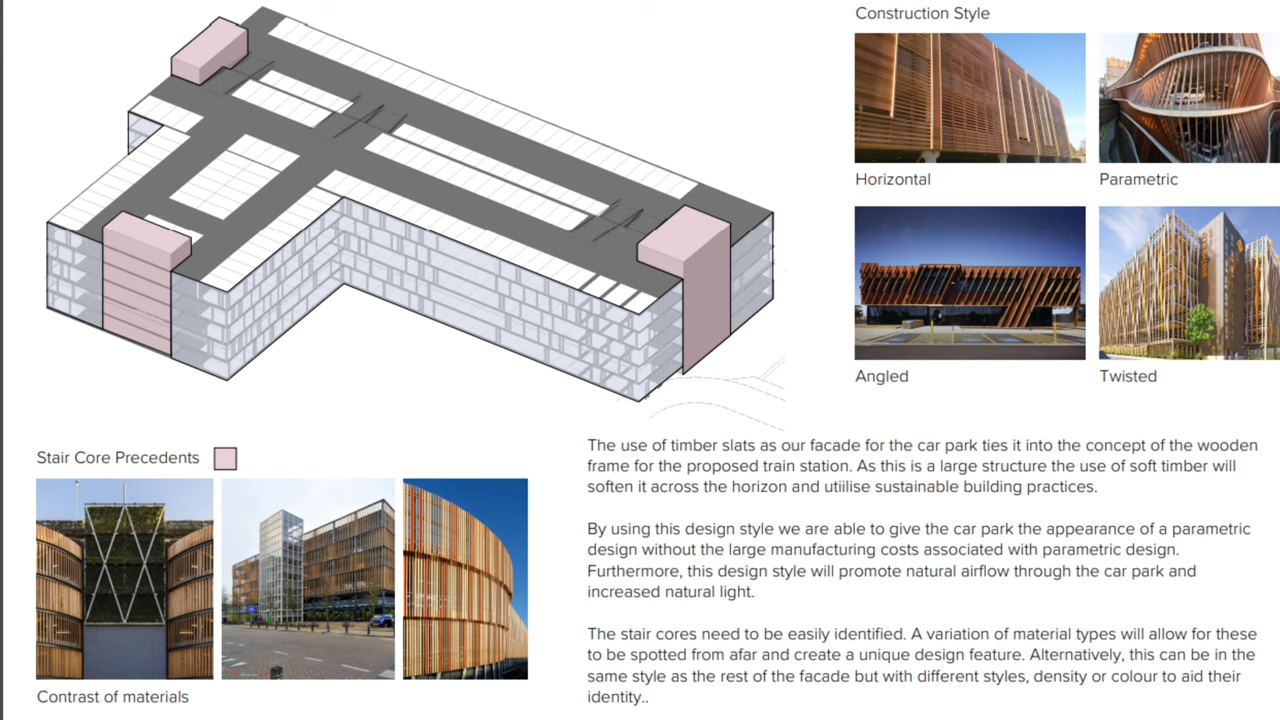 Construction Style
Horizontal
Parametric
Angled
Twisted
Stair Core Precedents
Contrast of materials
The use of timber slats as our facade for the car park ties it into the concept of the wooden
frame for the proposed train station. As this is a large structure the use of soft timber will
soften it across the horizon and utiilise sustainable building practices.
By using this design style we are able to give the car park the appearance of a parametric
design without the large manufacturing costs associated with parametric design.
Furthermore, this design style will promote natural airflow through the car park and
increased natural light.
The stair cores need to be easily identified. A variation of material types will allow for these
to be spotted from afar and create a unique design feature. Alternatively, this can be in the
same style as the rest of the facade but with different styles, density or colour to aid their
identity..